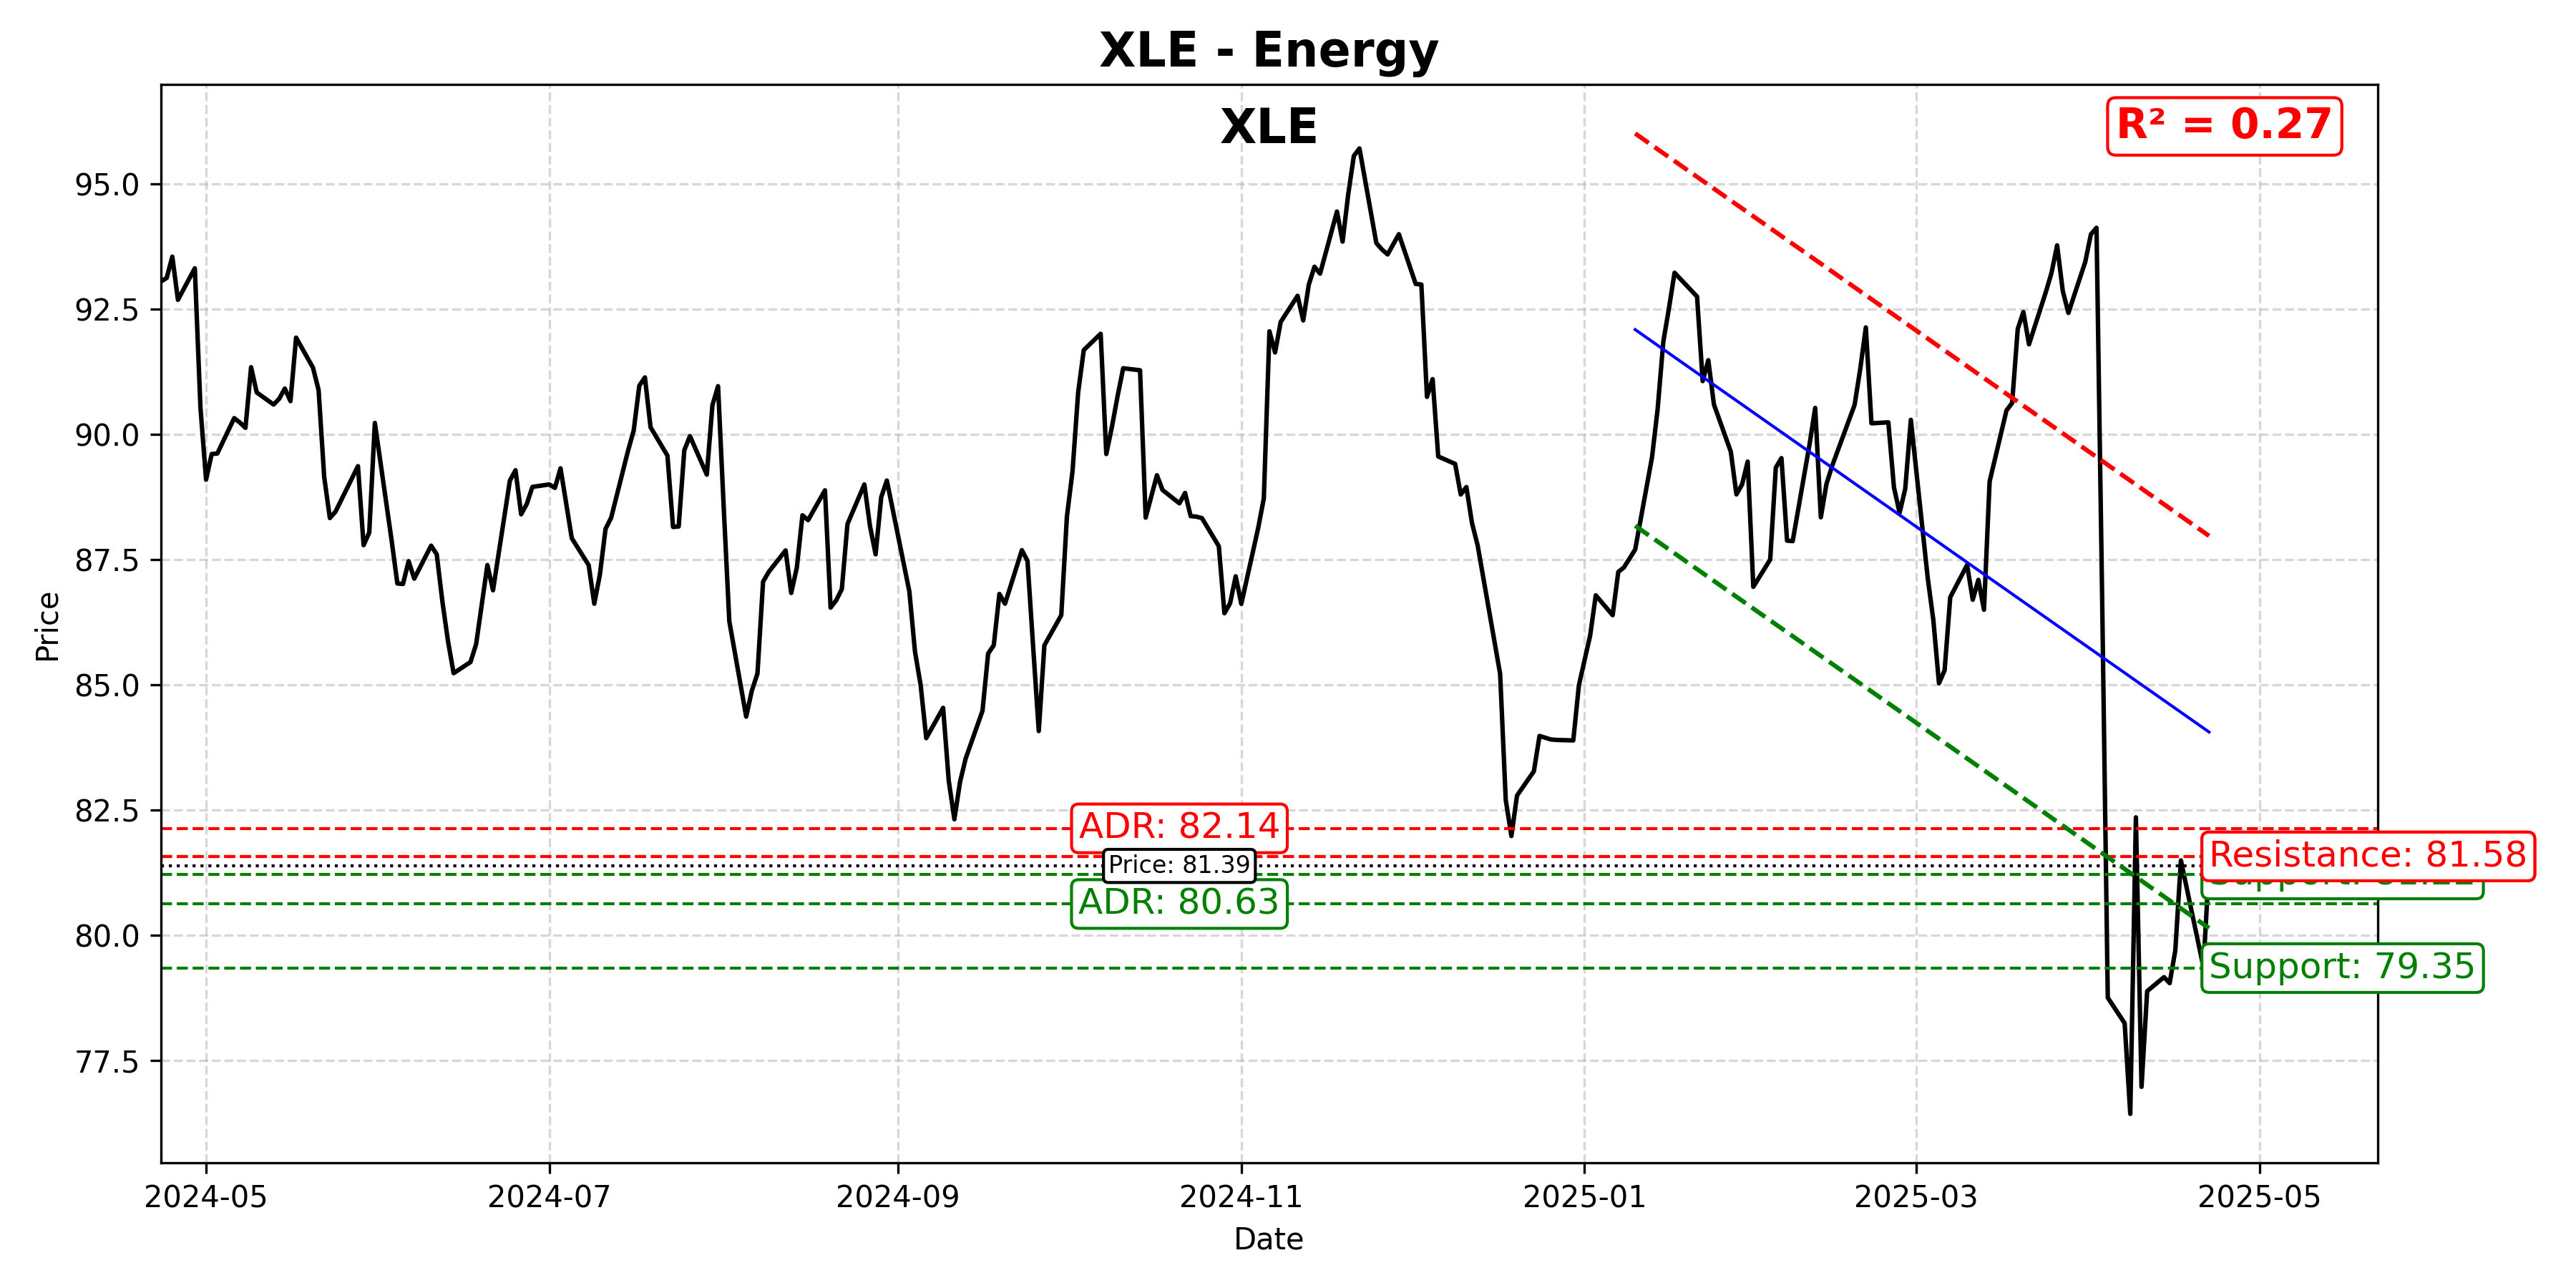 XLE - Energy
XLE
R² = 0.27
95.0
92.5
90.0
87.5
85.0
82.5
80.0
77.5
Price
ADR: 82.14
Price: 81.39
ADR: 80.63
Resistance: 81.58
Support: 79.35
2024-05
2024-07
2024-09
2024-11
2025-01
2025-03
2025-05
Date